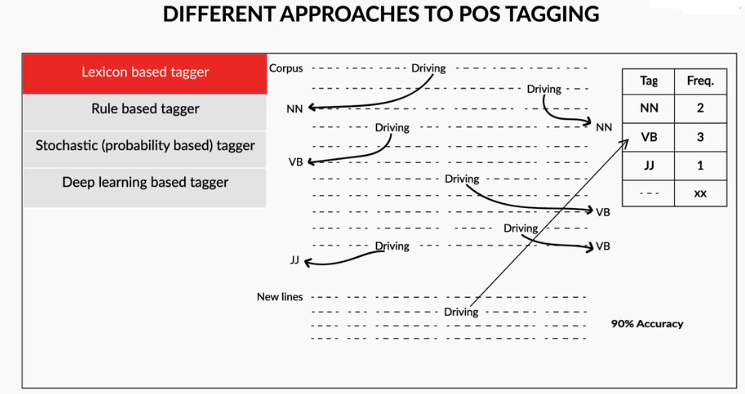 DIFFERENT APPROACHES TO POS TAGGING
Lexicon based tagger
Rule based tagger
Stochastic (probability based) tagger
Deep learning based tagger
Corpus
Driving
Driving
NN
NN
Driving
VB
Driving
VB
Driving
VB
Driving
JJ
New lines
Driving
Tag Freq.
NN 2
VB 3
JJ 1
--- xx
90% Accuracy